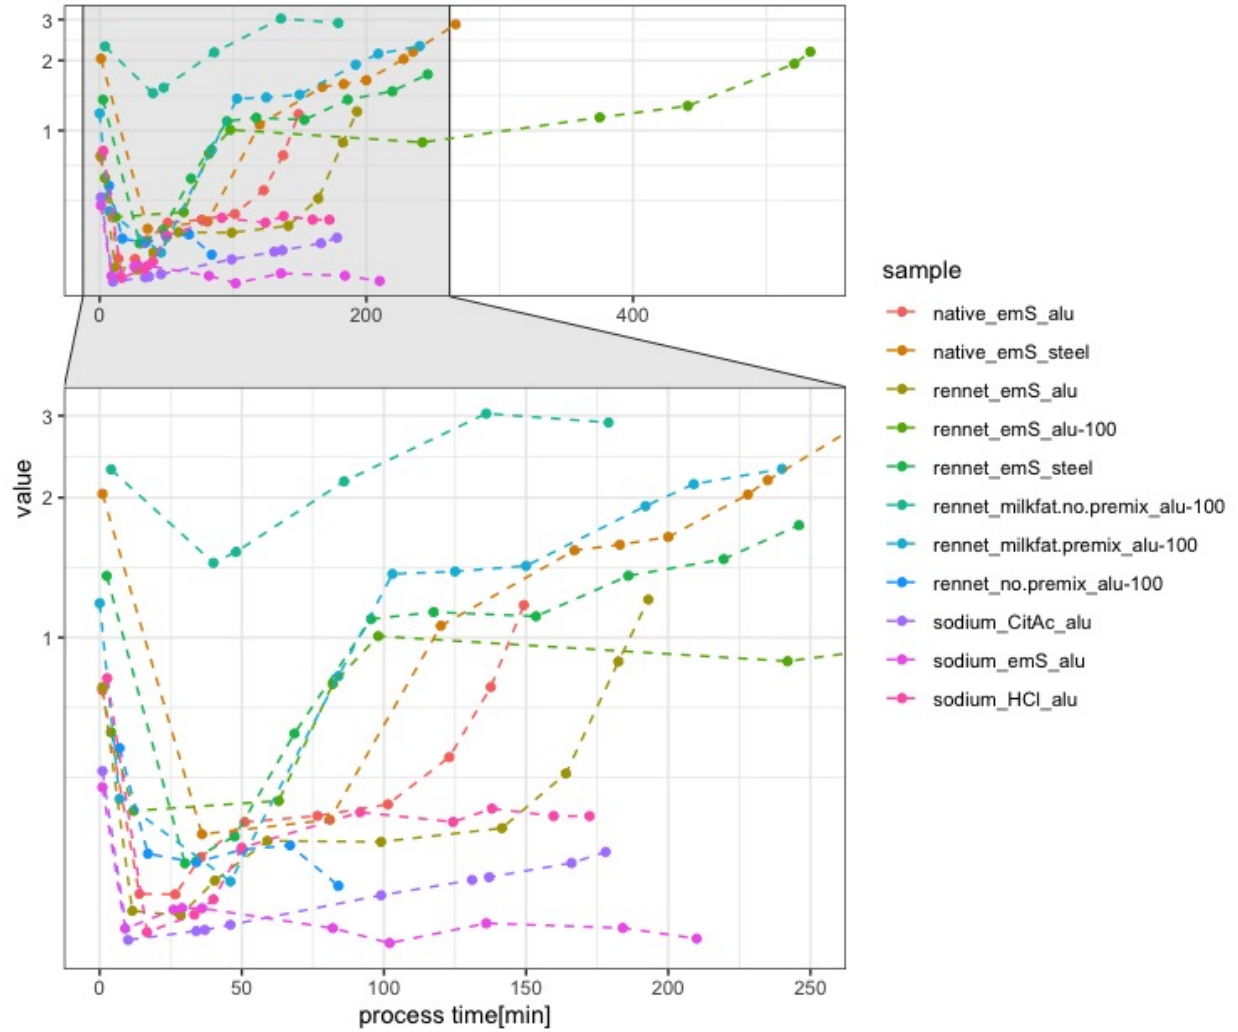 3
2
1
0
200
400
3
2
1
value
0
50
100
150
200
250
process time[min]
sample
native_emS_alu
native_emS_steel
rennet_emS_alu
rennet_emS_alu-100
rennet_emS_steel
rennet_milkfat.no.premix_alu-100
rennet_milkfat.premix_alu-100
rennet_no.premix_alu-100
sodium_CitAc_alu
sodium_emS_alu
sodium_HCl_alu